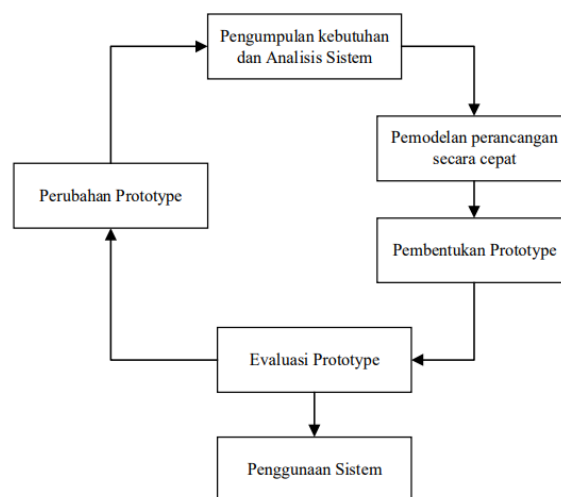 Pengumpulan kebutuhan
dan Analisis Sistem
Pemodelan perancangan
secara cepat
Perubahan Prototype
Pembentukan Prototype
Evaluasi Prototype
Penggunaan Sistem